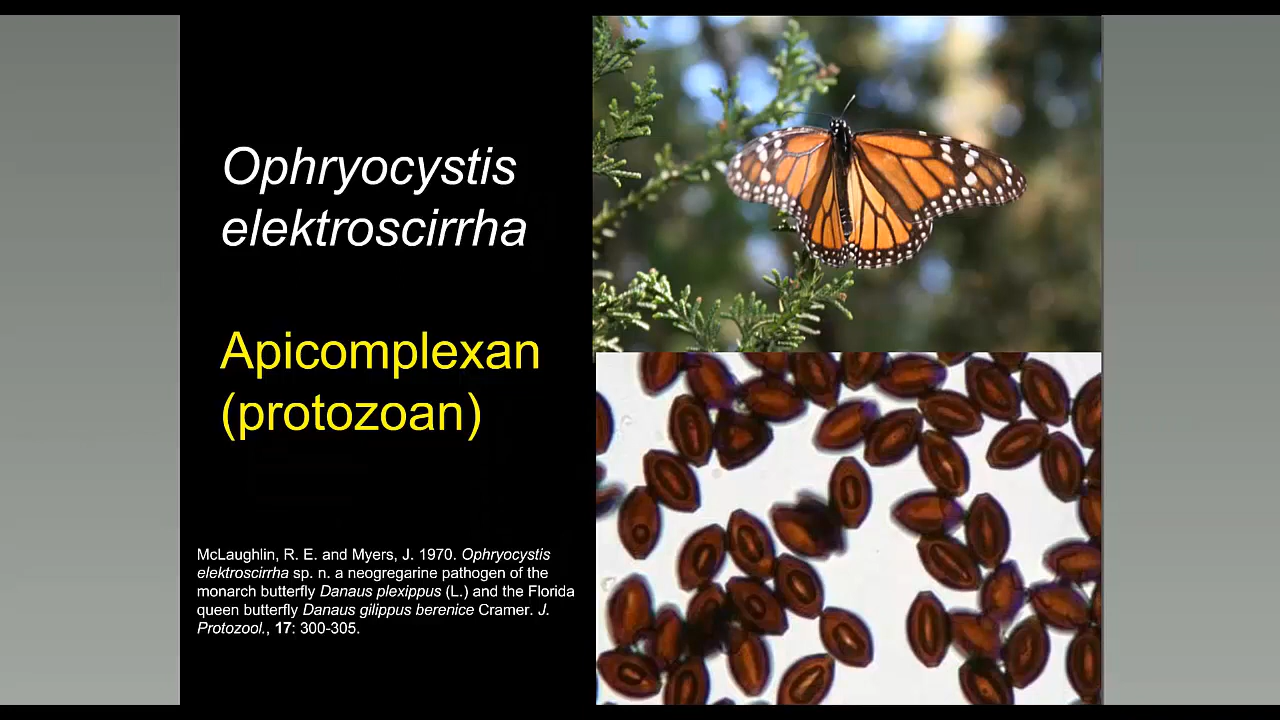 Ophryocystis
elektroscirrha
Apicomplexan
(protozoan)
McLaughlin, R. E. and Myers, J. 1970. Ophryocystis
elektroscirrha sp. n. a neogregarine pathogen of the
monarch butterfly Danaus plexippus (L.) and the Florida
queen butterfly Danaus gilippus berenice Cramer. J.
Protozool., 17: 300-305.